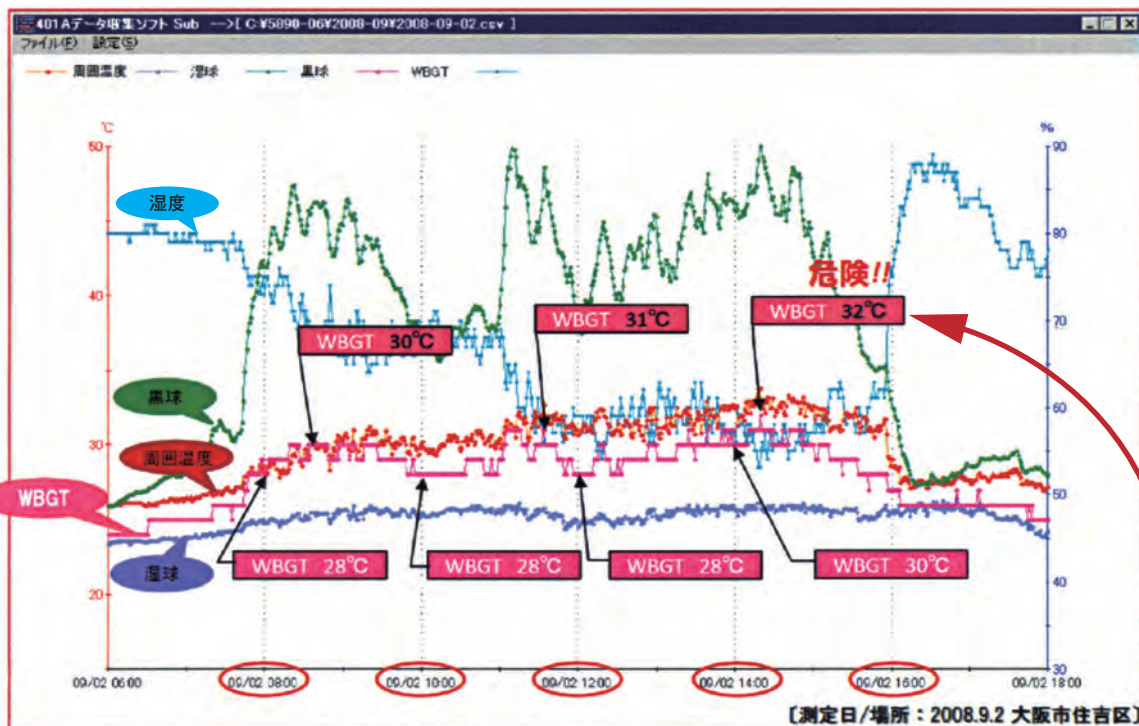 401Aデータ収集ソフト Sub -->[ C:¥5890-06¥2008-09¥2008-09-02.csv ]
ファイル(F) 設定(S)
周囲温度 湿球 黒球 WBGT
℃ %
50 90
湿度
80
危険!!
40
WBGT 32℃
WBGT 31℃
70
WBGT 30℃
黒球
60
30
周囲温度
WBGT
50
WBGT 28℃ WBGT 28℃ WBGT 28℃ WBGT 30℃
湿球
20 40
30
09/02 06:00 09/02 08:00 09/02 10:00 09/02 12:00 09/02 14:00 09/02 16:00 09/02 18:00
[測定日/場所：2008.9.2 大阪市住吉区]